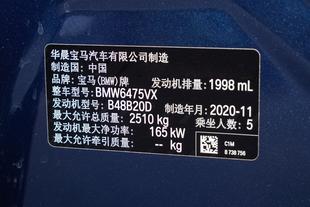 华晨宝马汽车有限公司制造
制造国：中国
品牌：宝马(BMW)牌 发动机排量：1998 mL
整车型号：BMW6475VX
发动机型号：B48B20D 制造年月：2020-11
最大允许总质量：2510 kg 乘坐人数：5
发动机最大净功率：165 kW
最大允许牵引质量：-- kg
C1M
8 738 756